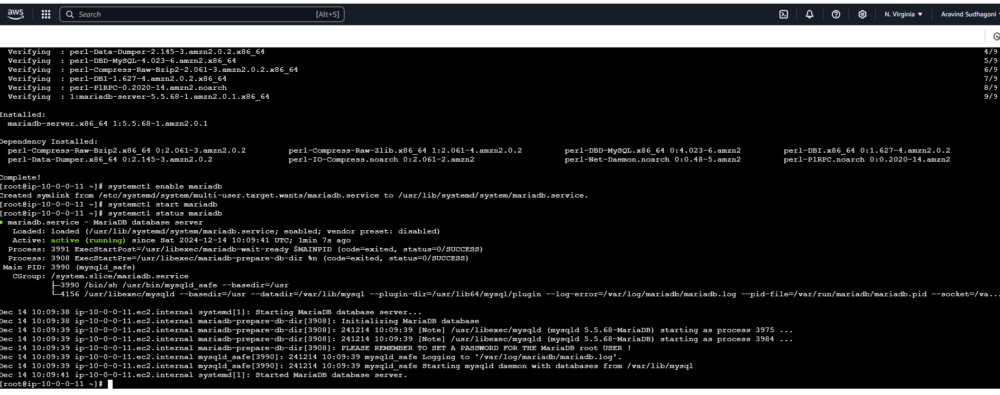 aws
Search [Alt+S]
N. Virginia
Aravind Sudhagoni
Verifying : perl-Data-Dumper-2.145-3.amzn2.0.2.x86_64 4/9
Verifying : perl-DBD-MySQL-4.023-6.amzn2.x86_64 5/9
Verifying : perl-Compress-Raw-Bzip2-2.061-3.amzn2.0.2.x86_64 6/9
Verifying : perl-DBI-1.627-4.amzn2.0.2.x86_64 7/9
Verifying : perl-PlRPC-0.2020-14.amzn2.noarch 8/9
Verifying : 1:mariadb-server-5.5.68-1.amzn2.0.1.x86_64 9/9
Installed:
mariadb-server.x86_64 1:5.5.68-1.amzn2.0.1
Dependency Installed:
perl-Compress-Raw-Bzip2.x86_64 0:2.061-3.amzn2.0.2 perl-Compress-Raw-Zlib.x86_64 1:2.061-4.amzn2.0.2 perl-DBD-MySQL.x86_64 0:4.023-6.amzn2 perl-DBI.x86_64 0:1.627-4.amzn2.0.2
perl-Data-Dumper.x86_64 0:2.145-3.amzn2.0.2 perl-IO-Compress.noarch 0:2.061-2.amzn2 perl-Net-Daemon.noarch 0:0.48-5.amzn2 perl-PlRPC.noarch 0:0.2020-14.amzn2
Complete!
[root@ip-10-0-0-11 ~]# systemctl enable mariadb
Created symlink from /etc/systemd/system/multi-user.target.wants/mariadb.service to /usr/lib/systemd/system/mariadb.service.
[root@ip-10-0-0-11 ~]# systemctl start mariadb
[root@ip-10-0-0-11 ~]# systemctl status mariadb
● mariadb.service - MariaDB database server
Loaded: loaded (/usr/lib/systemd/system/mariadb.service; enabled; vendor preset: disabled)
Active: active (running) since Sat 2024-12-14 10:09:41 UTC; 1min 7s ago
Process: 3991 ExecStartPost=/usr/libexec/mariadb-wait-ready $MAINPID (code=exited, status=0/SUCCESS)
Process: 3908 ExecStartPre=/usr/libexec/mariadb-prepare-db-dir %n (code=exited, status=0/SUCCESS)
Main PID: 3990 (mysqld_safe)
CGroup: /system.slice/mariadb.service
├─3990 /bin/sh /usr/bin/mysqld_safe --basedir=/usr
└─4156 /usr/libexec/mysqld --basedir=/usr --datadir=/var/lib/mysql --plugin-dir=/usr/lib64/mysql/plugin --log-error=/var/log/mariadb/mariadb.log --pid-file=/var/run/mariadb/mariadb.pid --socket=/va...
Dec 14 10:09:38 ip-10-0-0-11.ec2.internal systemd[1]: Starting MariaDB database server...
Dec 14 10:09:38 ip-10-0-0-11.ec2.internal mariadb-prepare-db-dir[3908]: Initializing MariaDB database
Dec 14 10:09:39 ip-10-0-0-11.ec2.internal mariadb-prepare-db-dir[3908]: 241214 10:09:39 [Note] /usr/libexec/mysqld (mysqld 5.5.68-MariaDB) starting as process 3975 ...
Dec 14 10:09:39 ip-10-0-0-11.ec2.internal mariadb-prepare-db-dir[3908]: 241214 10:09:39 [Note] /usr/libexec/mysqld (mysqld 5.5.68-MariaDB) starting as process 3984 ...
Dec 14 10:09:39 ip-10-0-0-11.ec2.internal mariadb-prepare-db-dir[3908]: PLEASE REMEMBER TO SET A PASSWORD FOR THE MariaDB root USER !
Dec 14 10:09:39 ip-10-0-0-11.ec2.internal mysqld_safe[3990]: 241214 10:09:39 mysqld_safe Logging to '/var/log/mariadb/mariadb.log'.
Dec 14 10:09:39 ip-10-0-0-11.ec2.internal mysqld_safe[3990]: 241214 10:09:39 mysqld_safe Starting mysqld daemon with databases from /var/lib/mysql
Dec 14 10:09:41 ip-10-0-0-11.ec2.internal systemd[1]: Started MariaDB database server.
[root@ip-10-0-0-11 ~]#